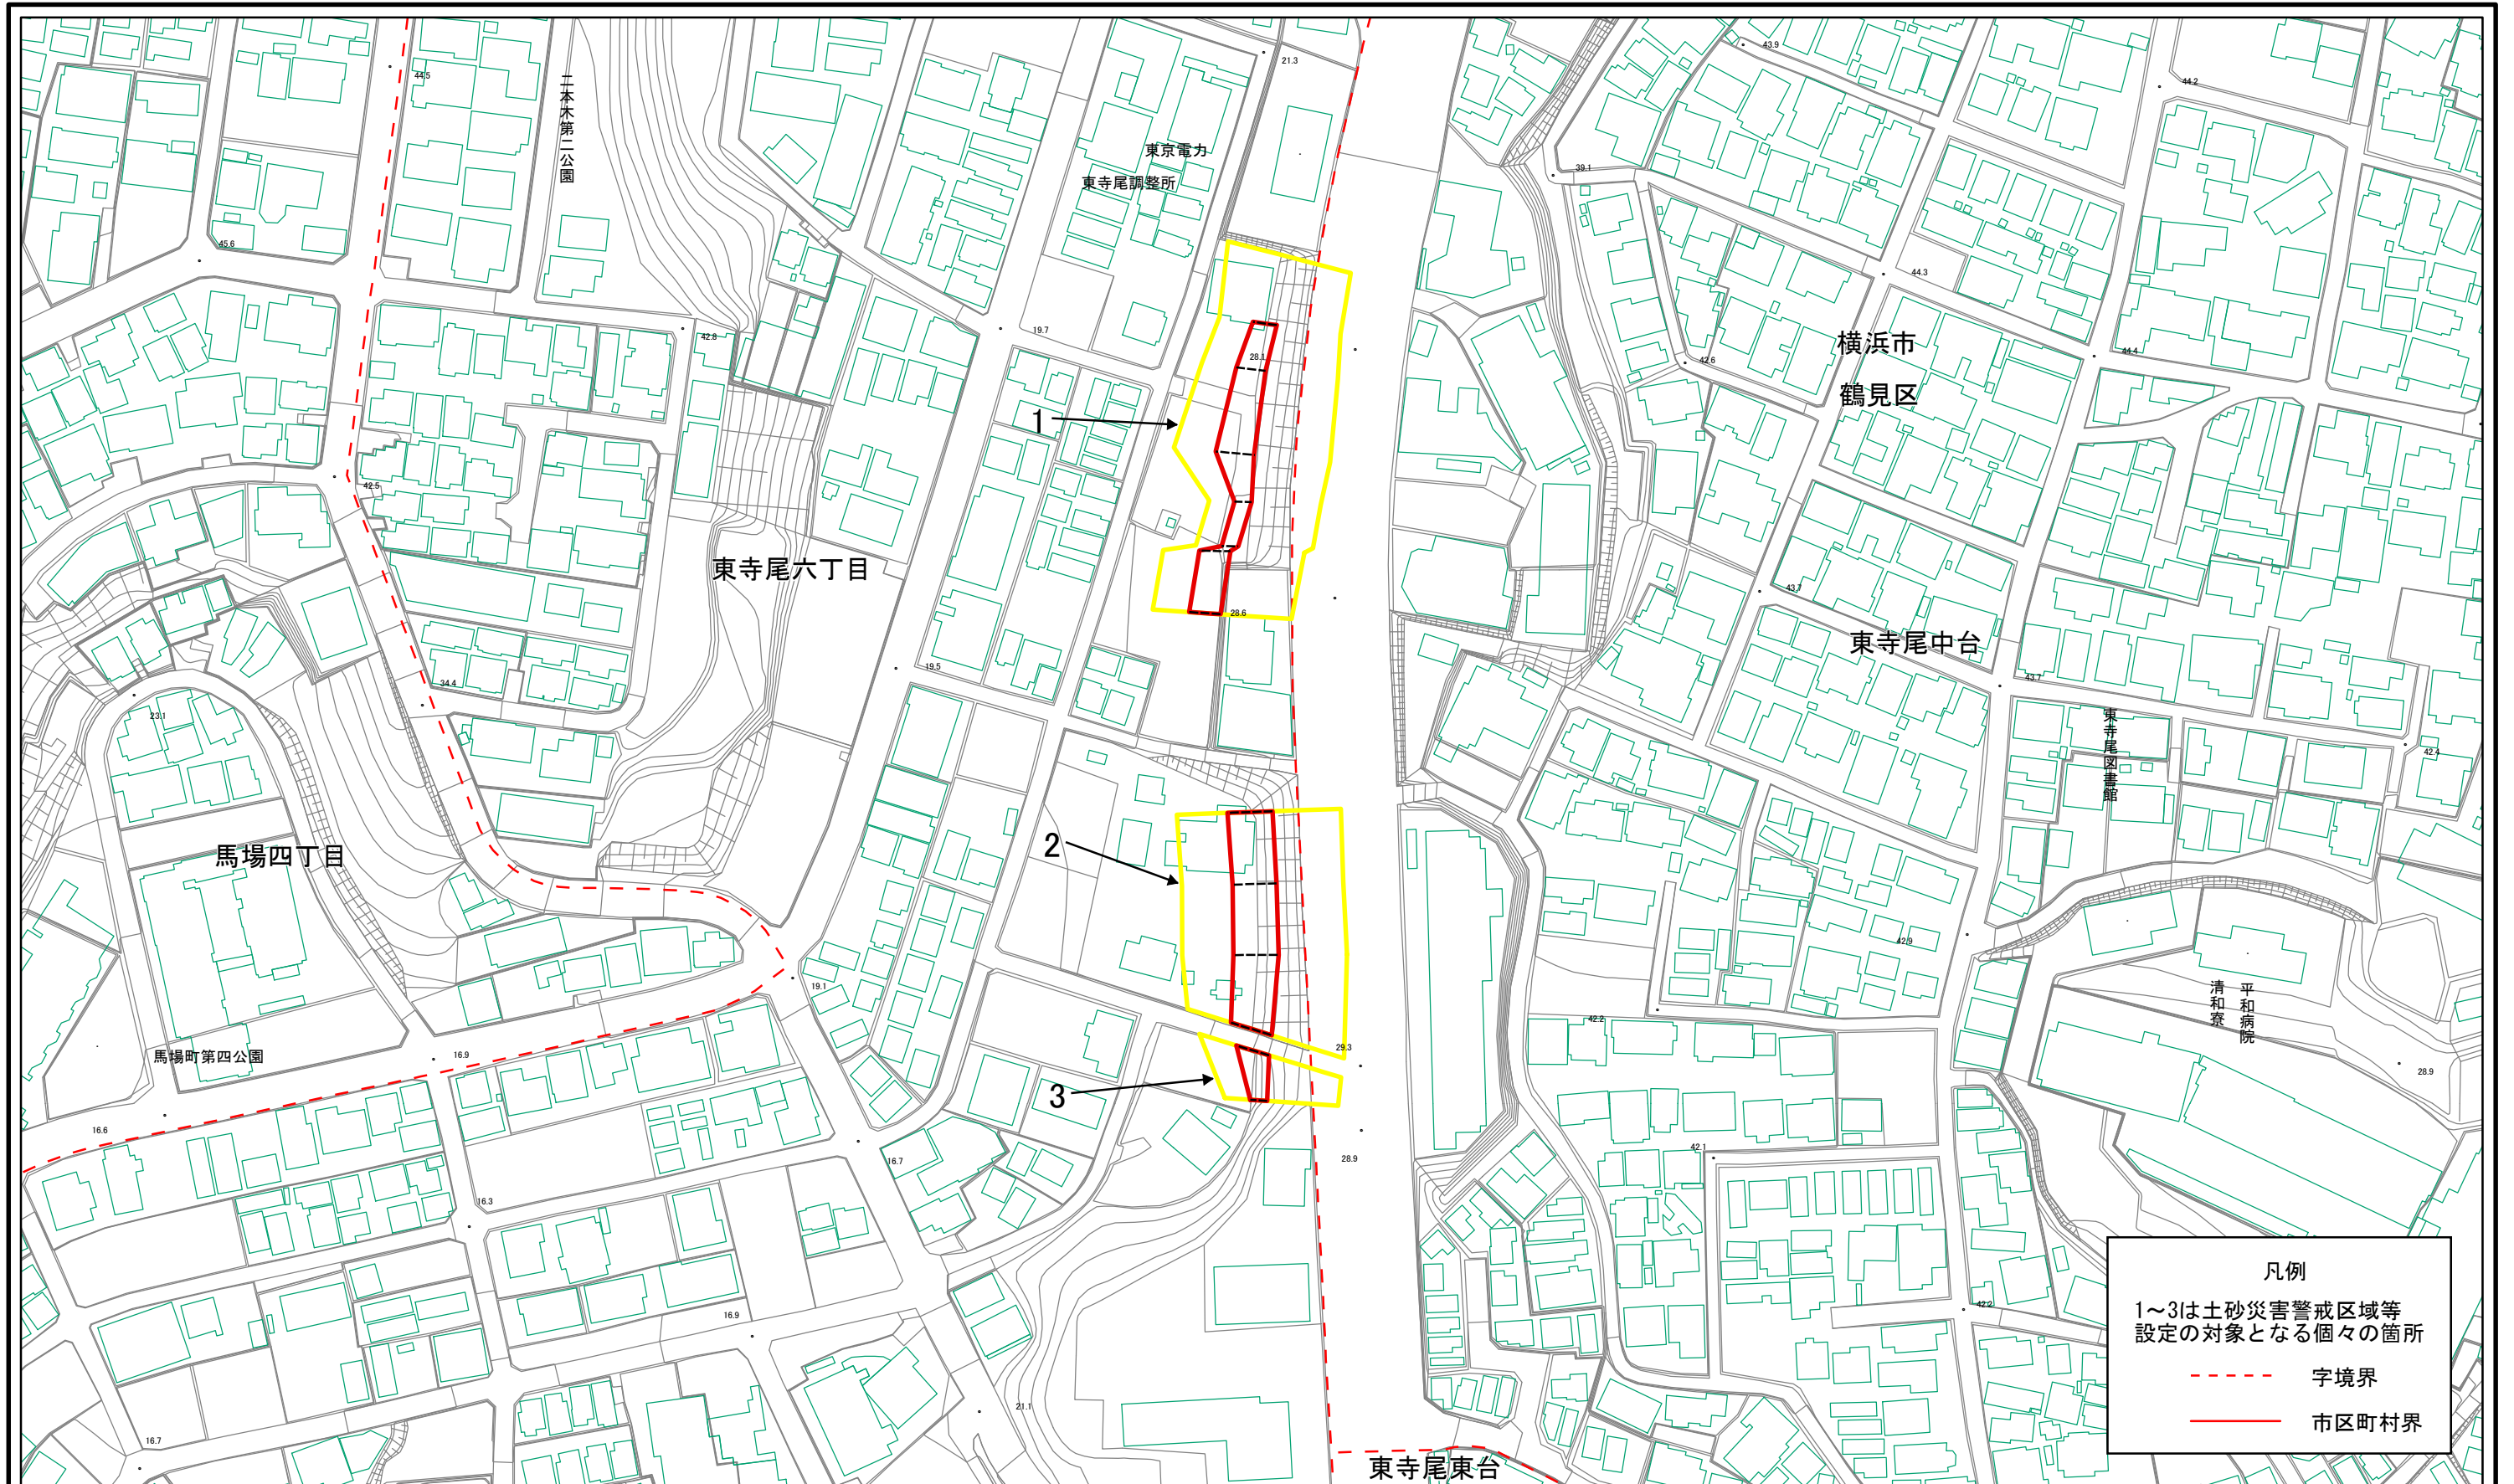 43.9
21.3
44.5
44.2
二本木第二公園
東京電力
東寺尾調整所
39.1
45.6
44.3
19.7
42.8
28.1
横浜市
44.4
42.6
鶴見区
1
42.5
東寺尾六丁目
43.7
28.6
東寺尾中台
19.5
43.7
34.4
23.1
東寺尾図書館
42.4
2
馬場四丁目
42.9
19.1
清和寮
平和病院
42.2
馬場町第四公園
16.9
29.3
28.9
3
16.6
42.1
16.7
28.9
16.3
凡例
1~3は土砂災害警戒区域等
設定の対象となる個々の箇所
字境界
市区町村界
42.2
16.9
21.1
16.7
東寺尾東台